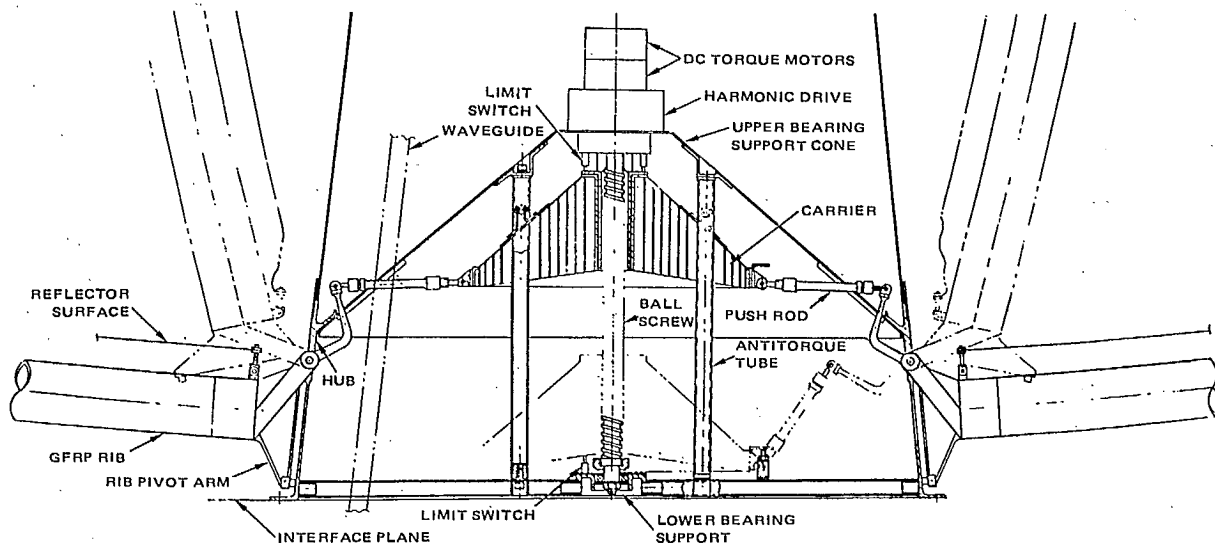 DC TORQUE MOTORS
LIMIT
SWITCH
WAVEGUIDE
HARMONIC DRIVE
UPPER BEARING
SUPPORT CONE
CARRIER
REFLECTOR
SURFACE
BALL
SCREW
PUSH ROD
ANTITORQUE
TUBE
HUB
GFRP RIB
RIB PIVOT ARM
LIMIT SWITCH
LOWER BEARING
SUPPORT
INTERFACE PLANE